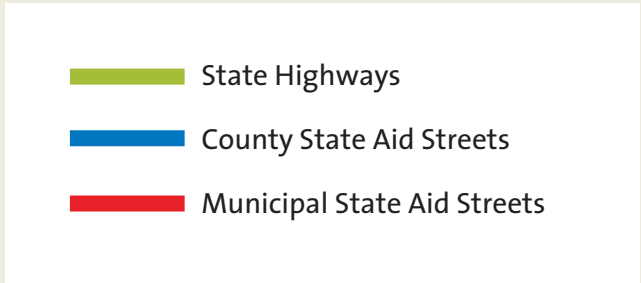 State Highways
County State Aid Streets
Municipal State Aid Streets